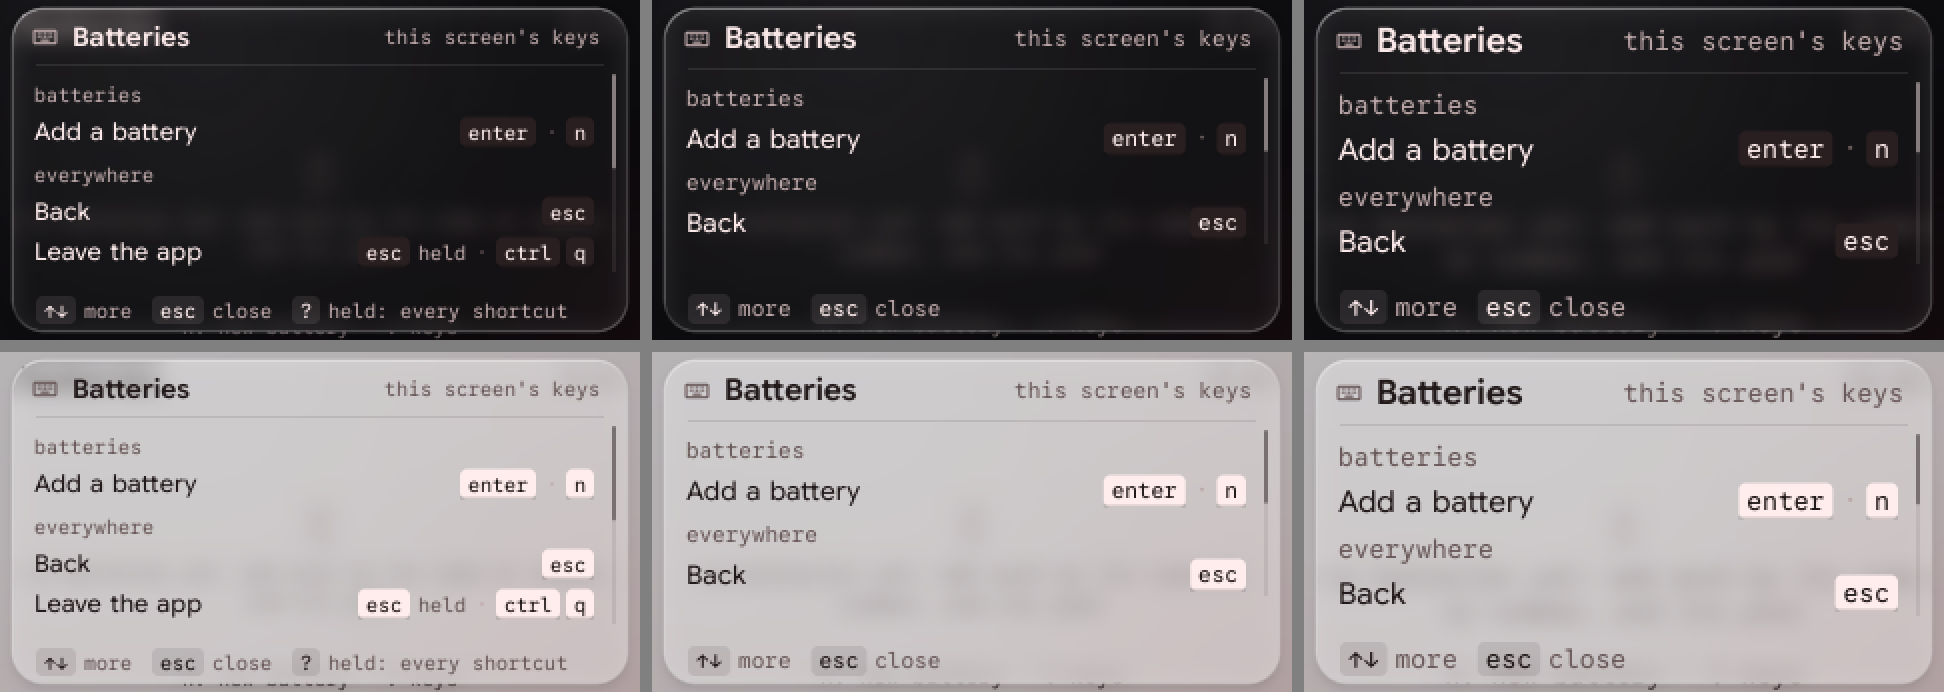 Batteries this screen's keys
batteries
Add a battery enter · n
everywhere
Back esc
Leave the app esc held · ctrl q
↑↓ more esc close ? held: every shortcut
Batteries this screen's keys
batteries
Add a battery enter · n
everywhere
Back esc
↑↓ more esc close
Batteries this screen's keys
batteries
Add a battery enter · n
everywhere
Back esc
↑↓ more esc close
Batteries this screen's keys
batteries
Add a battery enter · n
everywhere
Back esc
Leave the app esc held · ctrl q
↑↓ more esc close ? held: every shortcut
Batteries this screen's keys
batteries
Add a battery enter · n
everywhere
Back esc
↑↓ more esc close
Batteries this screen's keys
batteries
Add a battery enter · n
everywhere
Back esc
↑↓ more esc close